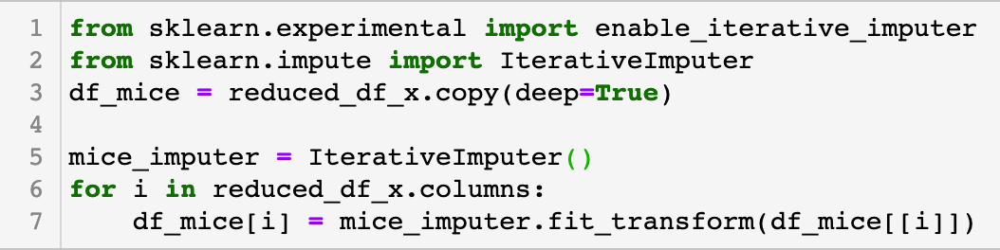 1 from sklearn.experimental import enable_iterative_imputer
2 from sklearn.impute import IterativeImputer
3 df_mice = reduced_df_x.copy(deep=True)
4
5 mice_imputer = IterativeImputer()
6 for i in reduced_df_x.columns:
7     df_mice[i] = mice_imputer.fit_transform(df_mice[[i]])